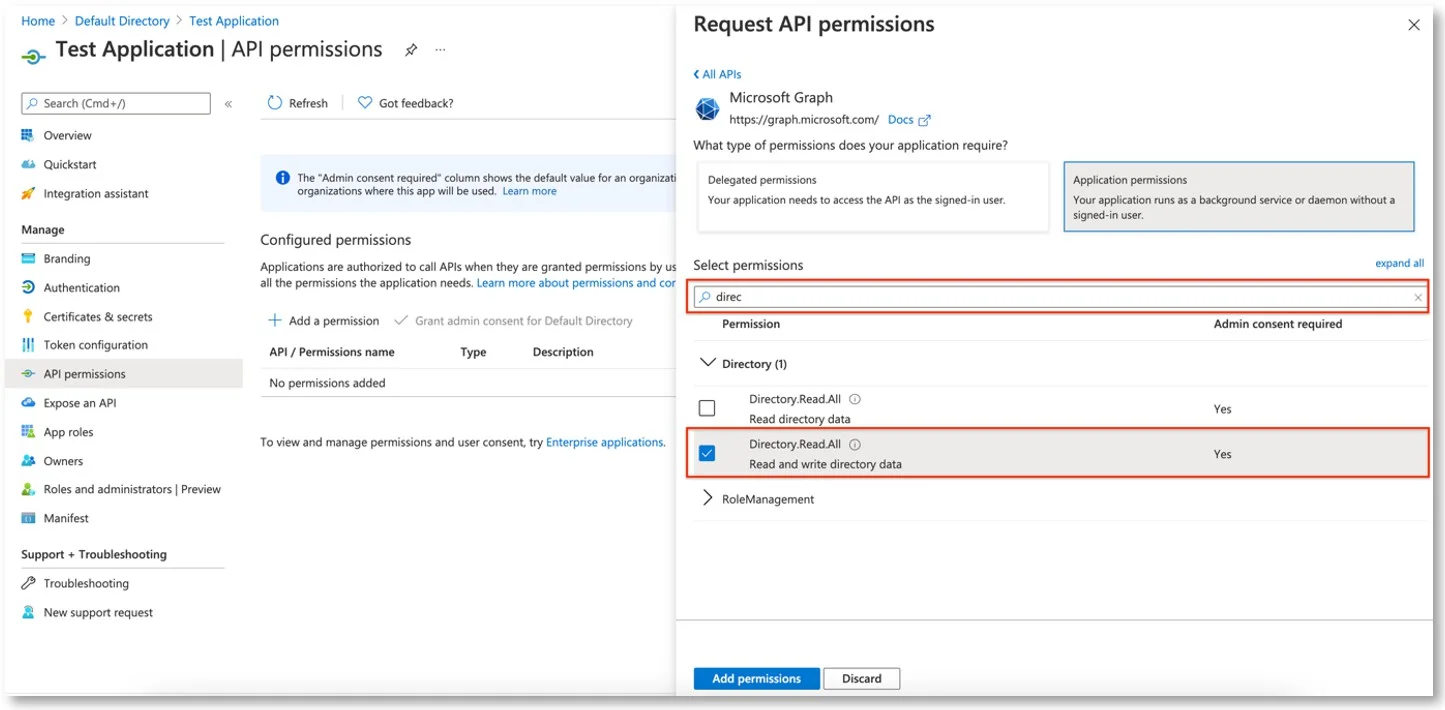 Home > Default Directory > Test Application
Test Application | API permissions
Search (Cmd+/)
Overview
Quickstart
Integration assistant
Manage
Branding
Authentication
Certificates & secrets
Token configuration
API permissions
Expose an API
App roles
Owners
Roles and administrators | Preview
Manifest
Support + Troubleshooting
Troubleshooting
New support request
Refresh
Got feedback?
The "Admin consent required" column shows the default value for an organizati
organizations where this app will be used. Learn more
Configured permissions
Applications are authorized to call APIs when they are granted permissions by us
all the permissions the application needs. Learn more about permissions and cor
Add a permission
Grant admin consent for Default Directory
API / Permissions name Type Description
No permissions added
To view and manage permissions and user consent, try Enterprise applications.
Request API permissions
All APIs
Microsoft Graph
https://graph.microsoft.com/ Docs
What type of permissions does your application require?
Delegated permissions
Your application needs to access the API as the signed-in user.
Application permissions
Your application runs as a background service or daemon without a
signed-in user.
Select permissions
expand all
direc
Permission Admin consent required
Directory (1)
Directory.Read.All
Read directory data
Yes
Directory.Read.All
Read and write directory data
Yes
RoleManagement
Add permissions
Discard